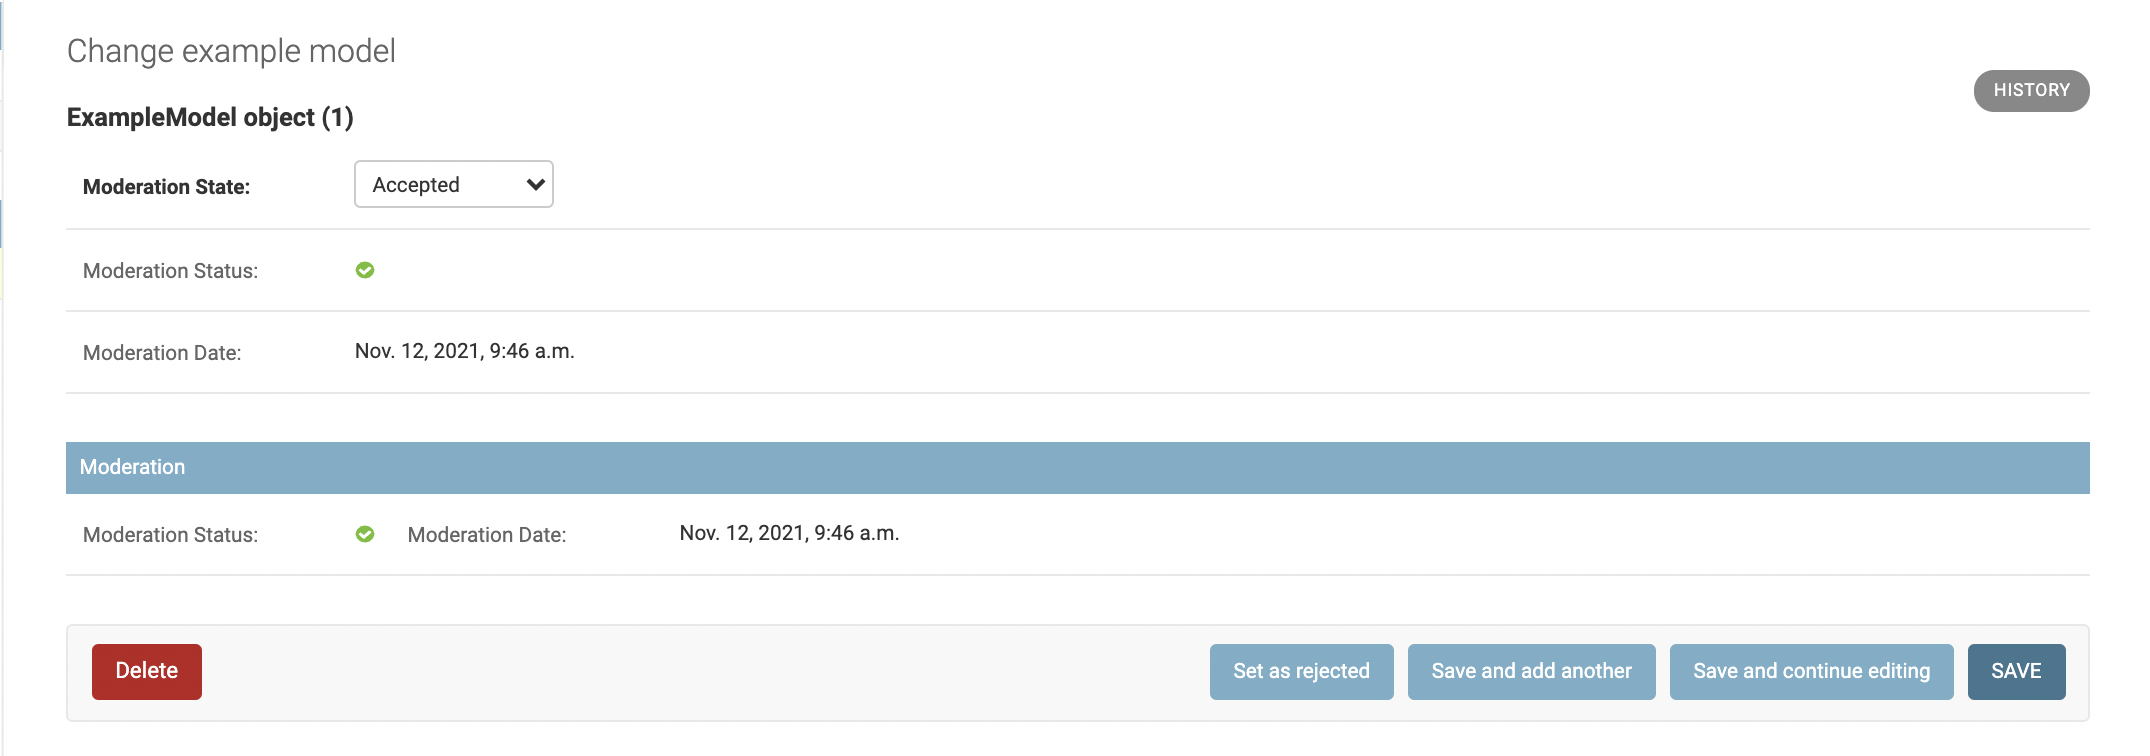 Change example model
HISTORY
ExampleModel object (1)
Moderation State: Accepted
Moderation Status:
Moderation Date: Nov. 12, 2021, 9:46 a.m.
Moderation
Moderation Status: Moderation Date: Nov. 12, 2021, 9:46 a.m.
Delete Set as rejected Save and add another Save and continue editing SAVE